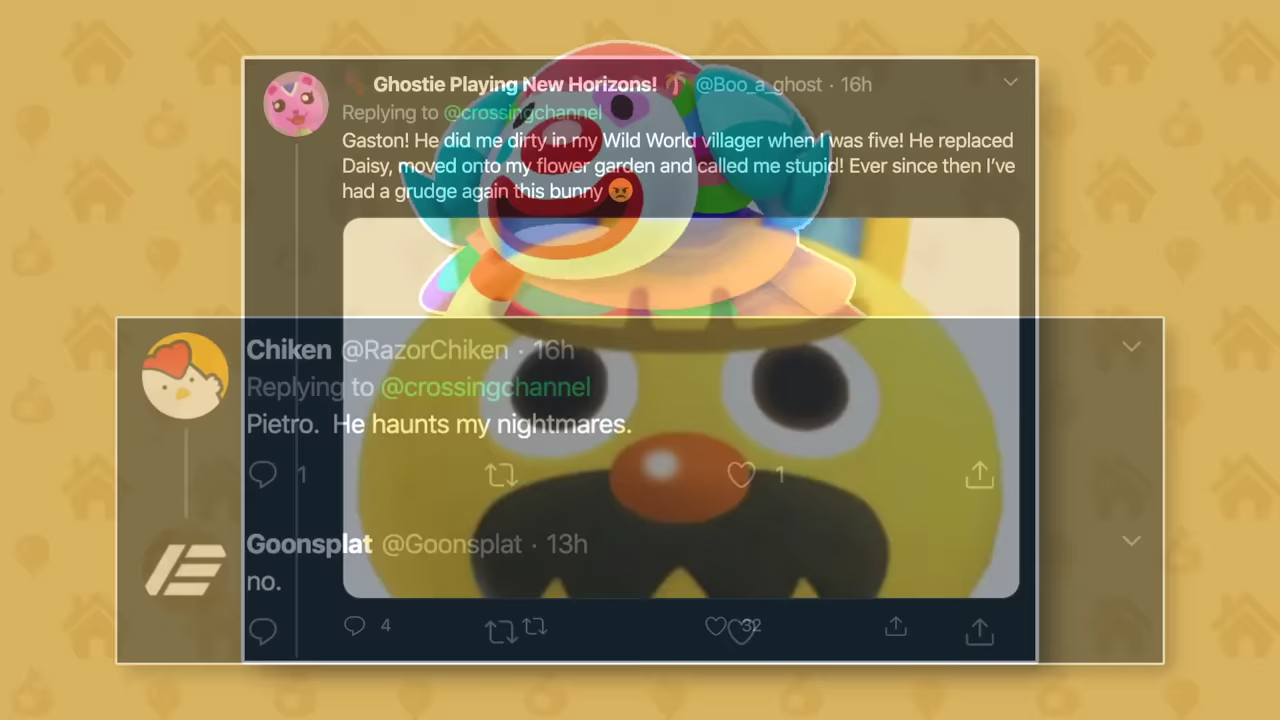 Ghostie Playing New Horizons! 🌴 @Boo_a_ghost · 16h
Replying to @crossingchannel
Gaston! He did me dirty in my Wild World villager when I was five! He replaced
Daisy, moved onto my flower garden and called me stupid! Ever since then I've
had a grudge again this bunny 😡
Chiken @RazorChiken · 16h
Replying to @crossingchannel
Pietro. He haunts my nightmares.
1 1
Goonsplat @Goonsplat · 13h
no.
4 32